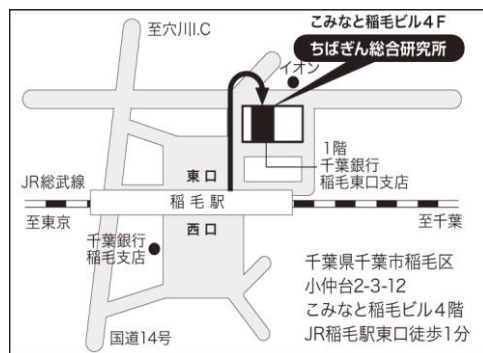 至穴川I.C
こみなと稲毛ビル4F
ちばぎん総合研究所
イオン
1階
千葉銀行
稲毛東口支店
東口
JR総武線
稲毛駅
至東京
至千葉
西口
千葉銀行
稲毛支店
国道14号
千葉県千葉市稲毛区
小仲台2-3-12
こみなと稲毛ビル4階
JR稲毛駅東口徒歩1分